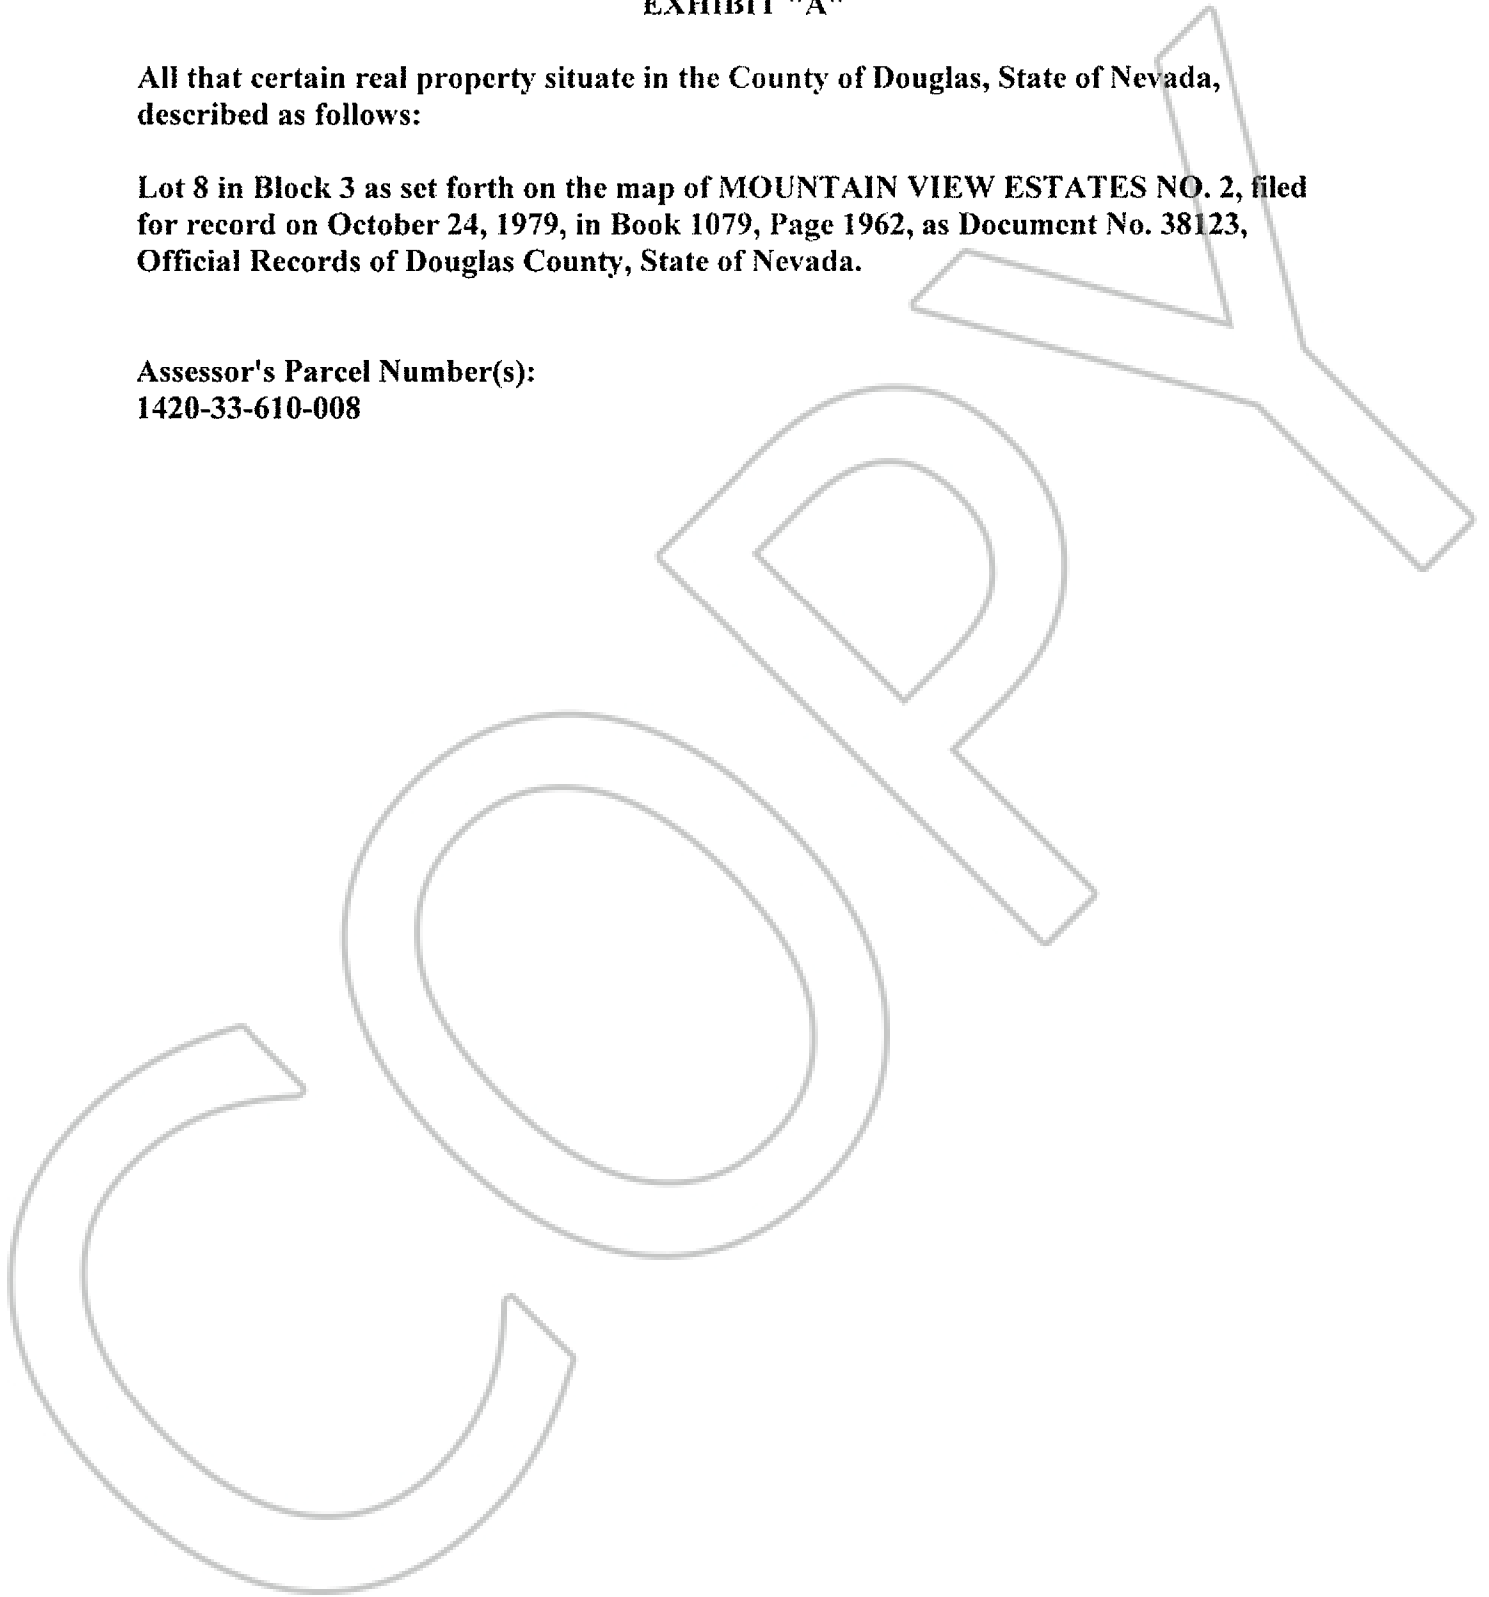 EXHIBIT "A"
All that certain real property situate in the County of Douglas, State of Nevada,
described as follows:
Lot 8 in Block 3 as set forth on the map of MOUNTAIN VIEW ESTATES NO. 2, filed
for record on October 24, 1979, in Book 1079, Page 1962, as Document No. 38123,
Official Records of Douglas County, State of Nevada.
Assessor's Parcel Number(s):
1420-33-610-008
COPY